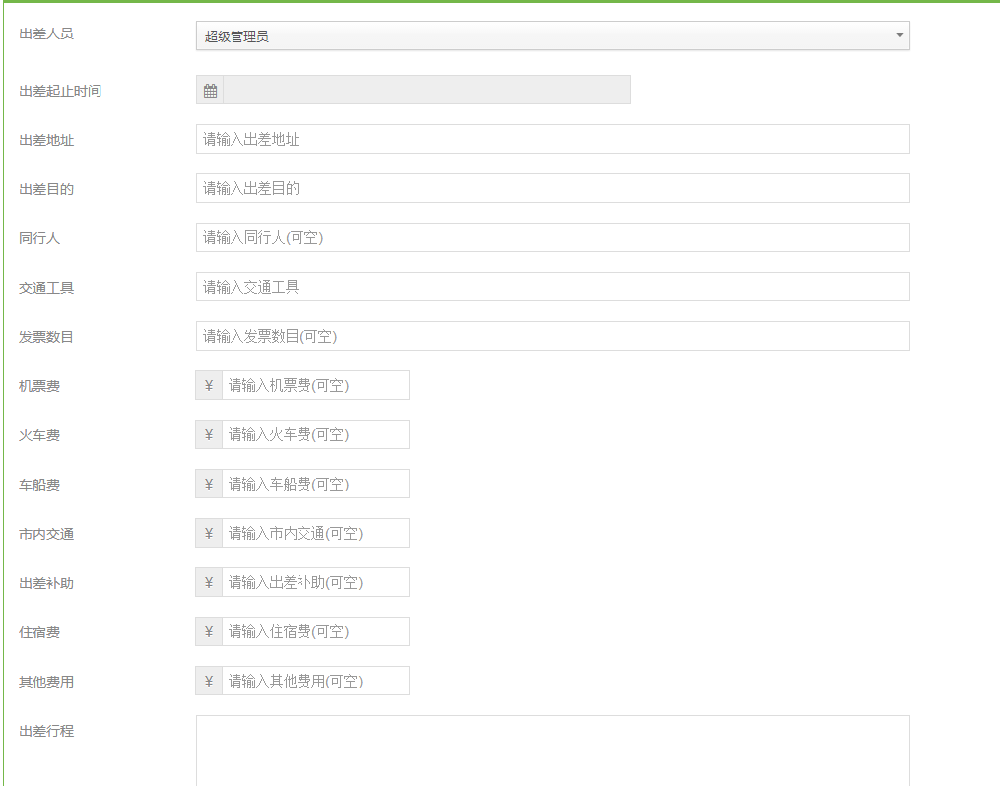 出差人员 超级管理员
出差起止时间
出差地址 请输入出差地址
出差目的 请输入出差目的
同行人 请输入同行人(可空)
交通工具 请输入交通工具
发票数目 请输入发票数目(可空)
机票费 ¥ 请输入机票费(可空)
火车费 ¥ 请输入火车费(可空)
车船费 ¥ 请输入车船费(可空)
市内交通 ¥ 请输入市内交通(可空)
出差补助 ¥ 请输入出差补助(可空)
住宿费 ¥ 请输入住宿费(可空)
其他费用 ¥ 请输入其他费用(可空)
出差行程